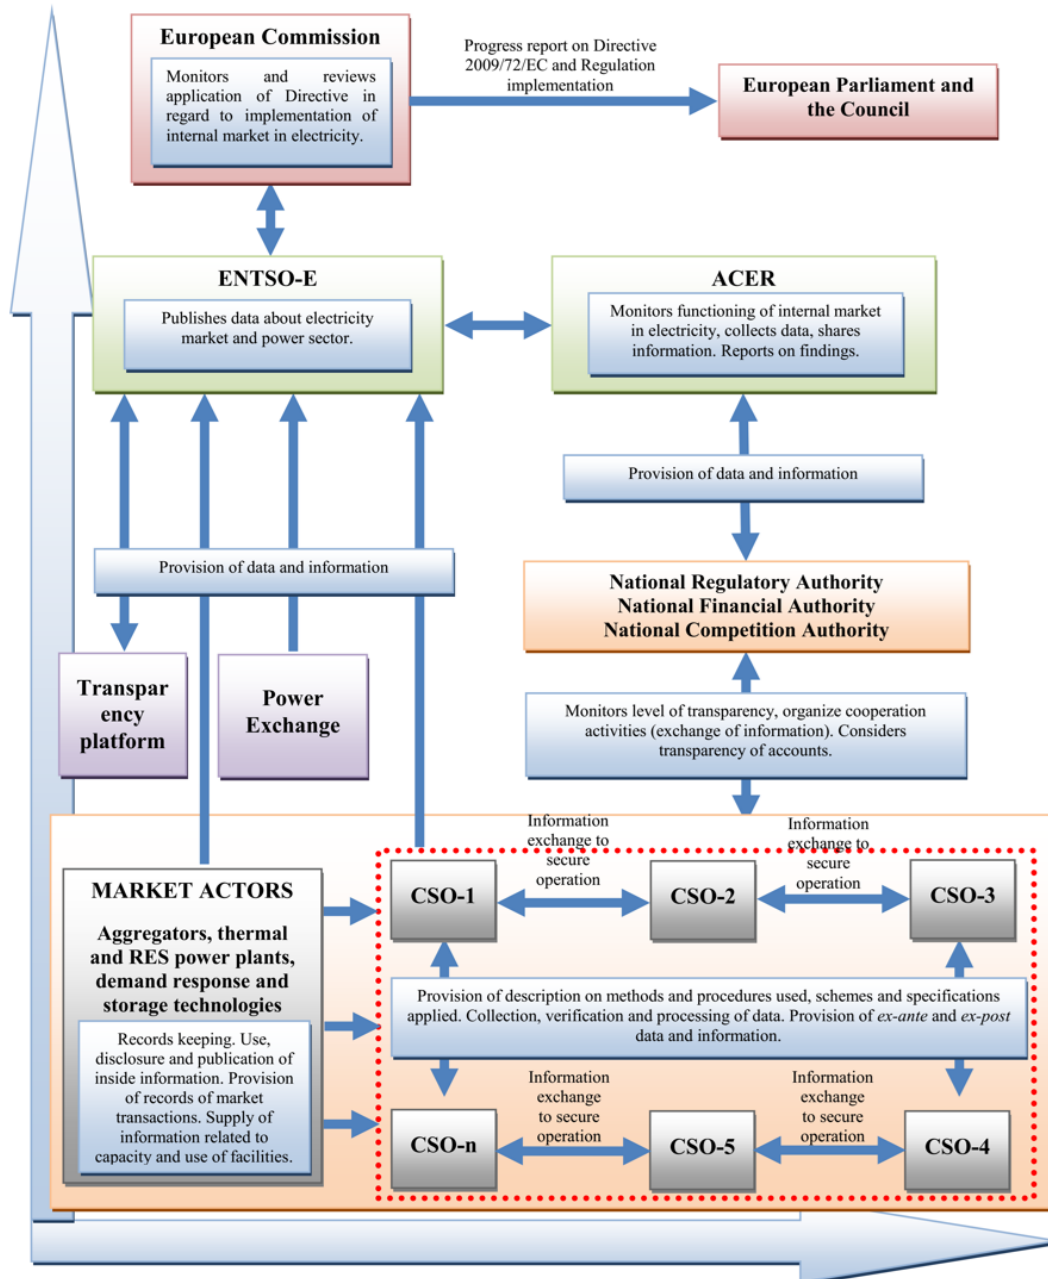 European Commission
Monitors and reviews
application of Directive in
regard to implementation of
internal market in electricity.
Progress report on Directive
2009/72/EC and Regulation
implementation
European Parliament and
the Council
ENTSO-E
Publishes data about electricity
market and power sector.
ACER
Monitors functioning of internal market
in electricity, collects data, shares
information. Reports on findings.
Provision of data and information
Provision of data and information
National Regulatory Authority
National Financial Authority
National Competition Authority
Transpar
ency
platform
Power
Exchange
Monitors level of transparency, organize cooperation
activities (exchange of information). Considers
transparency of accounts.
MARKET ACTORS
Aggregators, thermal
and RES power plants,
demand response and
storage technologies
Records keeping. Use,
disclosure and publication of
inside information. Provision
of records of market
transactions. Supply of
information related to
capacity and use of facilities.
Information
exchange to
secure
operation
Information
exchange to
secure
operation
CSO-1
CSO-2
CSO-3
Provision of description on methods and procedures used, schemes and specifications
applied. Collection, verification and processing of data. Provision of ex-ante and ex-post
data and information.
Information
exchange
to secure
operation
Information
exchange
to secure
operation
CSO-n
CSO-5
CSO-4